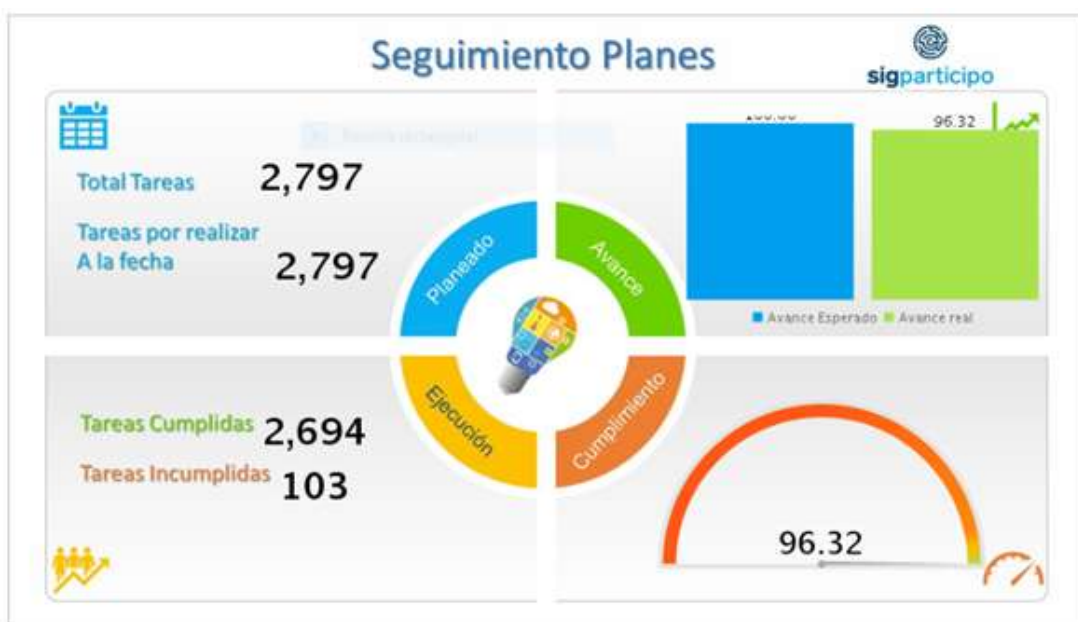 Seguimiento Planes
sigparticipo
Total Tareas 2,797
Tareas por realizar
A la fecha 2,797
Planeado
Avance
96.32
Avance Esperado Avance real
Tareas Cumplidas 2,694
Tareas Incumplidas 103
Ejecución
Cumplimiento
96.32